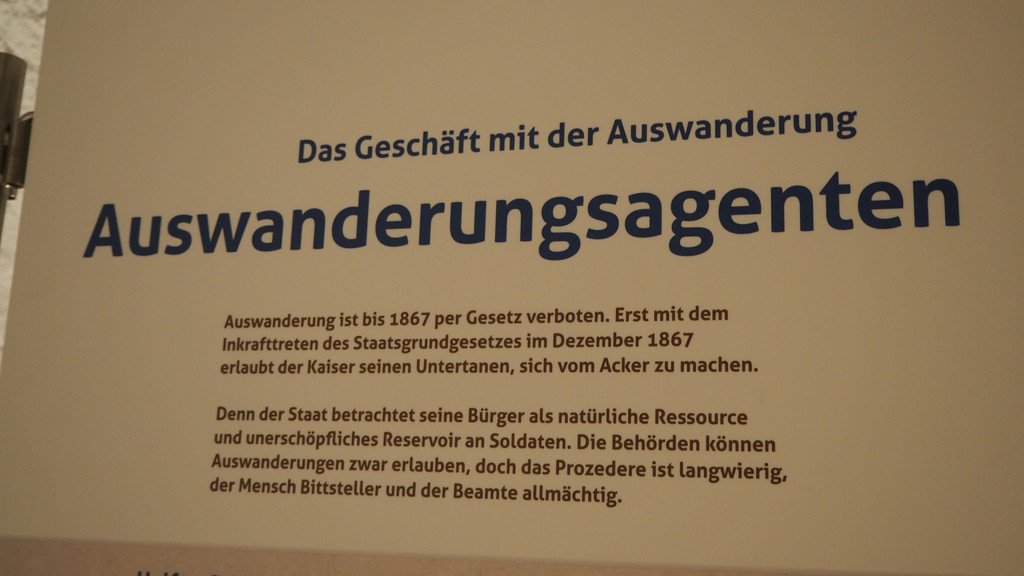 Das Geschäft mit der Auswanderung
Auswanderungsagenten
Auswanderung ist bis 1867 per Gesetz verboten. Erst mit dem
Inkrafttreten des Staatsgrundgesetzes im Dezember 1867
erlaubt der Kaiser seinen Untertanen, sich vom Acker zu machen.
Denn der Staat betrachtet seine Bürger als natürliche Ressource
und unerschöpfliches Reservoir an Soldaten. Die Behörden können
Auswanderungen zwar erlauben, doch das Prozedere ist langwierig,
der Mensch Bittsteller und der Beamte allmächtig.